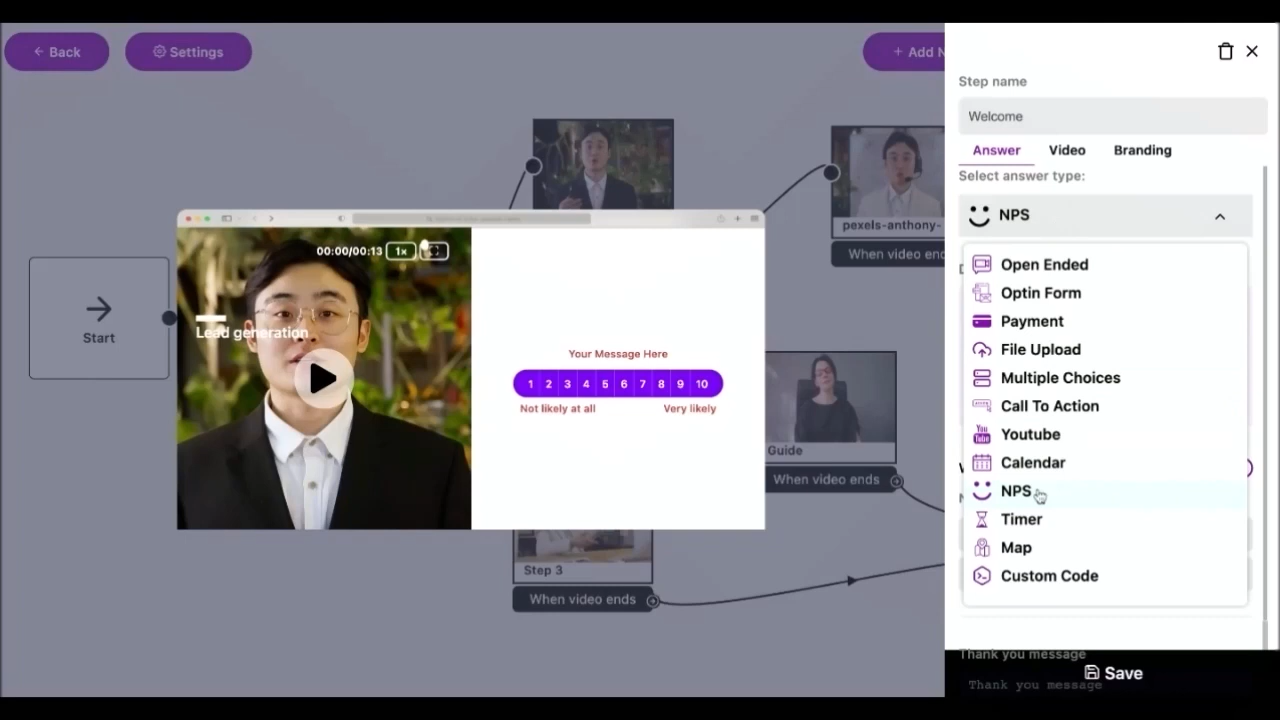 Back
Settings
+ Add N
Start
pexels-anthony-
When video end
00:00/00:13
1x
Lead generation
Your Message Here
1 2 3 4 5 6 7 8 9 10
Not likely at all
Very likely
Guide
When video ends
Step 3
When video ends
Step name
Welcome
Answer
Video
Branding
Select answer type:
NPS
Open Ended
Optin Form
Payment
File Upload
Multiple Choices
Call To Action
You
Tube
Youtube
Calendar
NPS
Timer
Map
Custom Code
Thank you message
Save
Thank you message